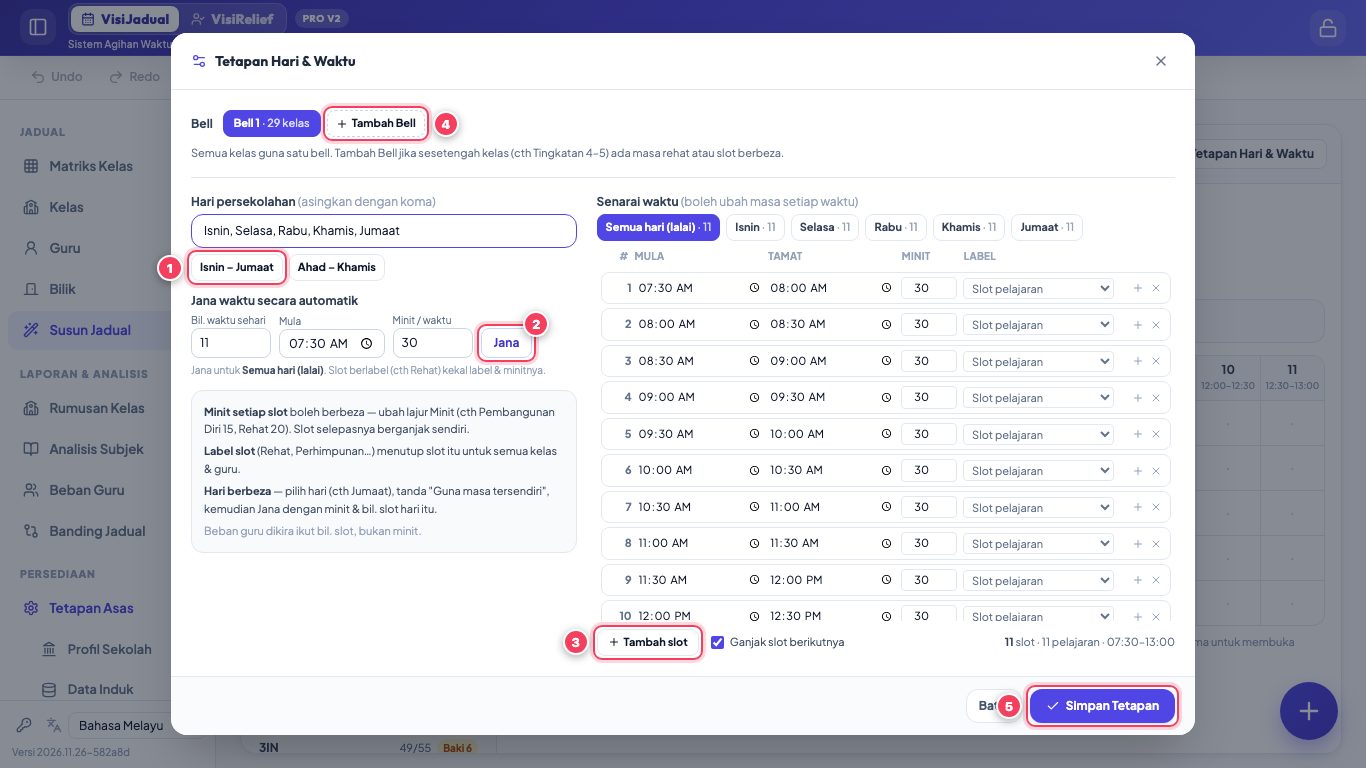 VisiJadual
VisiRelief
PRO V2
Sistem Agihan Waktu
Undo
Redo
JADUAL
Matriks Kelas
Kelas
Guru
Bilik
Susun Jadual
LAPORAN & ANALISIS
Rumusan Kelas
Analisis Subjek
Beban Guru
Banding Jadual
PERSEDIAAN
Tetapan Asas
Profil Sekolah
Data Induk
Bahasa Melayu
Versi 2026.11.26-582a8d
Tetapan Hari & Waktu
Bell
Bell 1 · 29 kelas
+ Tambah Bell
4
Semua kelas guna satu bell. Tambah Bell jika sesetengah kelas (cth Tingkatan 4–5) ada masa rehat atau slot berbeza.
Hari persekolahan (asingkan dengan koma)
Isnin, Selasa, Rabu, Khamis, Jumaat
1
Isnin – Jumaat
Ahad – Khamis
Jana waktu secara automatik
Bil. waktu sehari
Mula
Minit / waktu
11
07:30 AM
30
Jana
2
Jana untuk Semua hari (lalai). Slot berlabel (cth Rehat) kekal label & minitnya.
Minit setiap slot boleh berbeza — ubah lajur Minit (cth Pembangunan
Diri 15, Rehat 20). Slot selepasnya berganjak sendiri.
Label slot (Rehat, Perhimpunan…) menutup slot itu untuk semua kelas
& guru.
Hari berbeza — pilih hari (cth Jumaat), tanda "Guna masa tersendiri",
kemudian Jana dengan minit & bil. slot hari itu.
Beban guru dikira ikut bil. slot, bukan minit.
Senarai waktu (boleh ubah masa setiap waktu)
Semua hari (lalai) · 11
Isnin · 11
Selasa · 11
Rabu · 11
Khamis · 11
Jumaat · 11
# MULA TAMAT MINIT LABEL
1 07:30 AM 08:00 AM 30 Slot pelajaran + ×
2 08:00 AM 08:30 AM 30 Slot pelajaran + ×
3 08:30 AM 09:00 AM 30 Slot pelajaran + ×
4 09:00 AM 09:30 AM 30 Slot pelajaran + ×
5 09:30 AM 10:00 AM 30 Slot pelajaran + ×
6 10:00 AM 10:30 AM 30 Slot pelajaran + ×
7 10:30 AM 11:00 AM 30 Slot pelajaran + ×
8 11:00 AM 11:30 AM 30 Slot pelajaran + ×
9 11:30 AM 12:00 PM 30 Slot pelajaran + ×
10 12:00 PM 12:30 PM 30 Slot pelajaran + ×
3
+ Tambah slot
Ganjak slot berikutnya
11 slot · 11 pelajaran · 07:30–13:00
5
Simpan Tetapan
Tetapan Hari & Waktu
10
12:00–12:30
11
12:30–13:00
untuk membuka
3IN
49/55
Baki 6